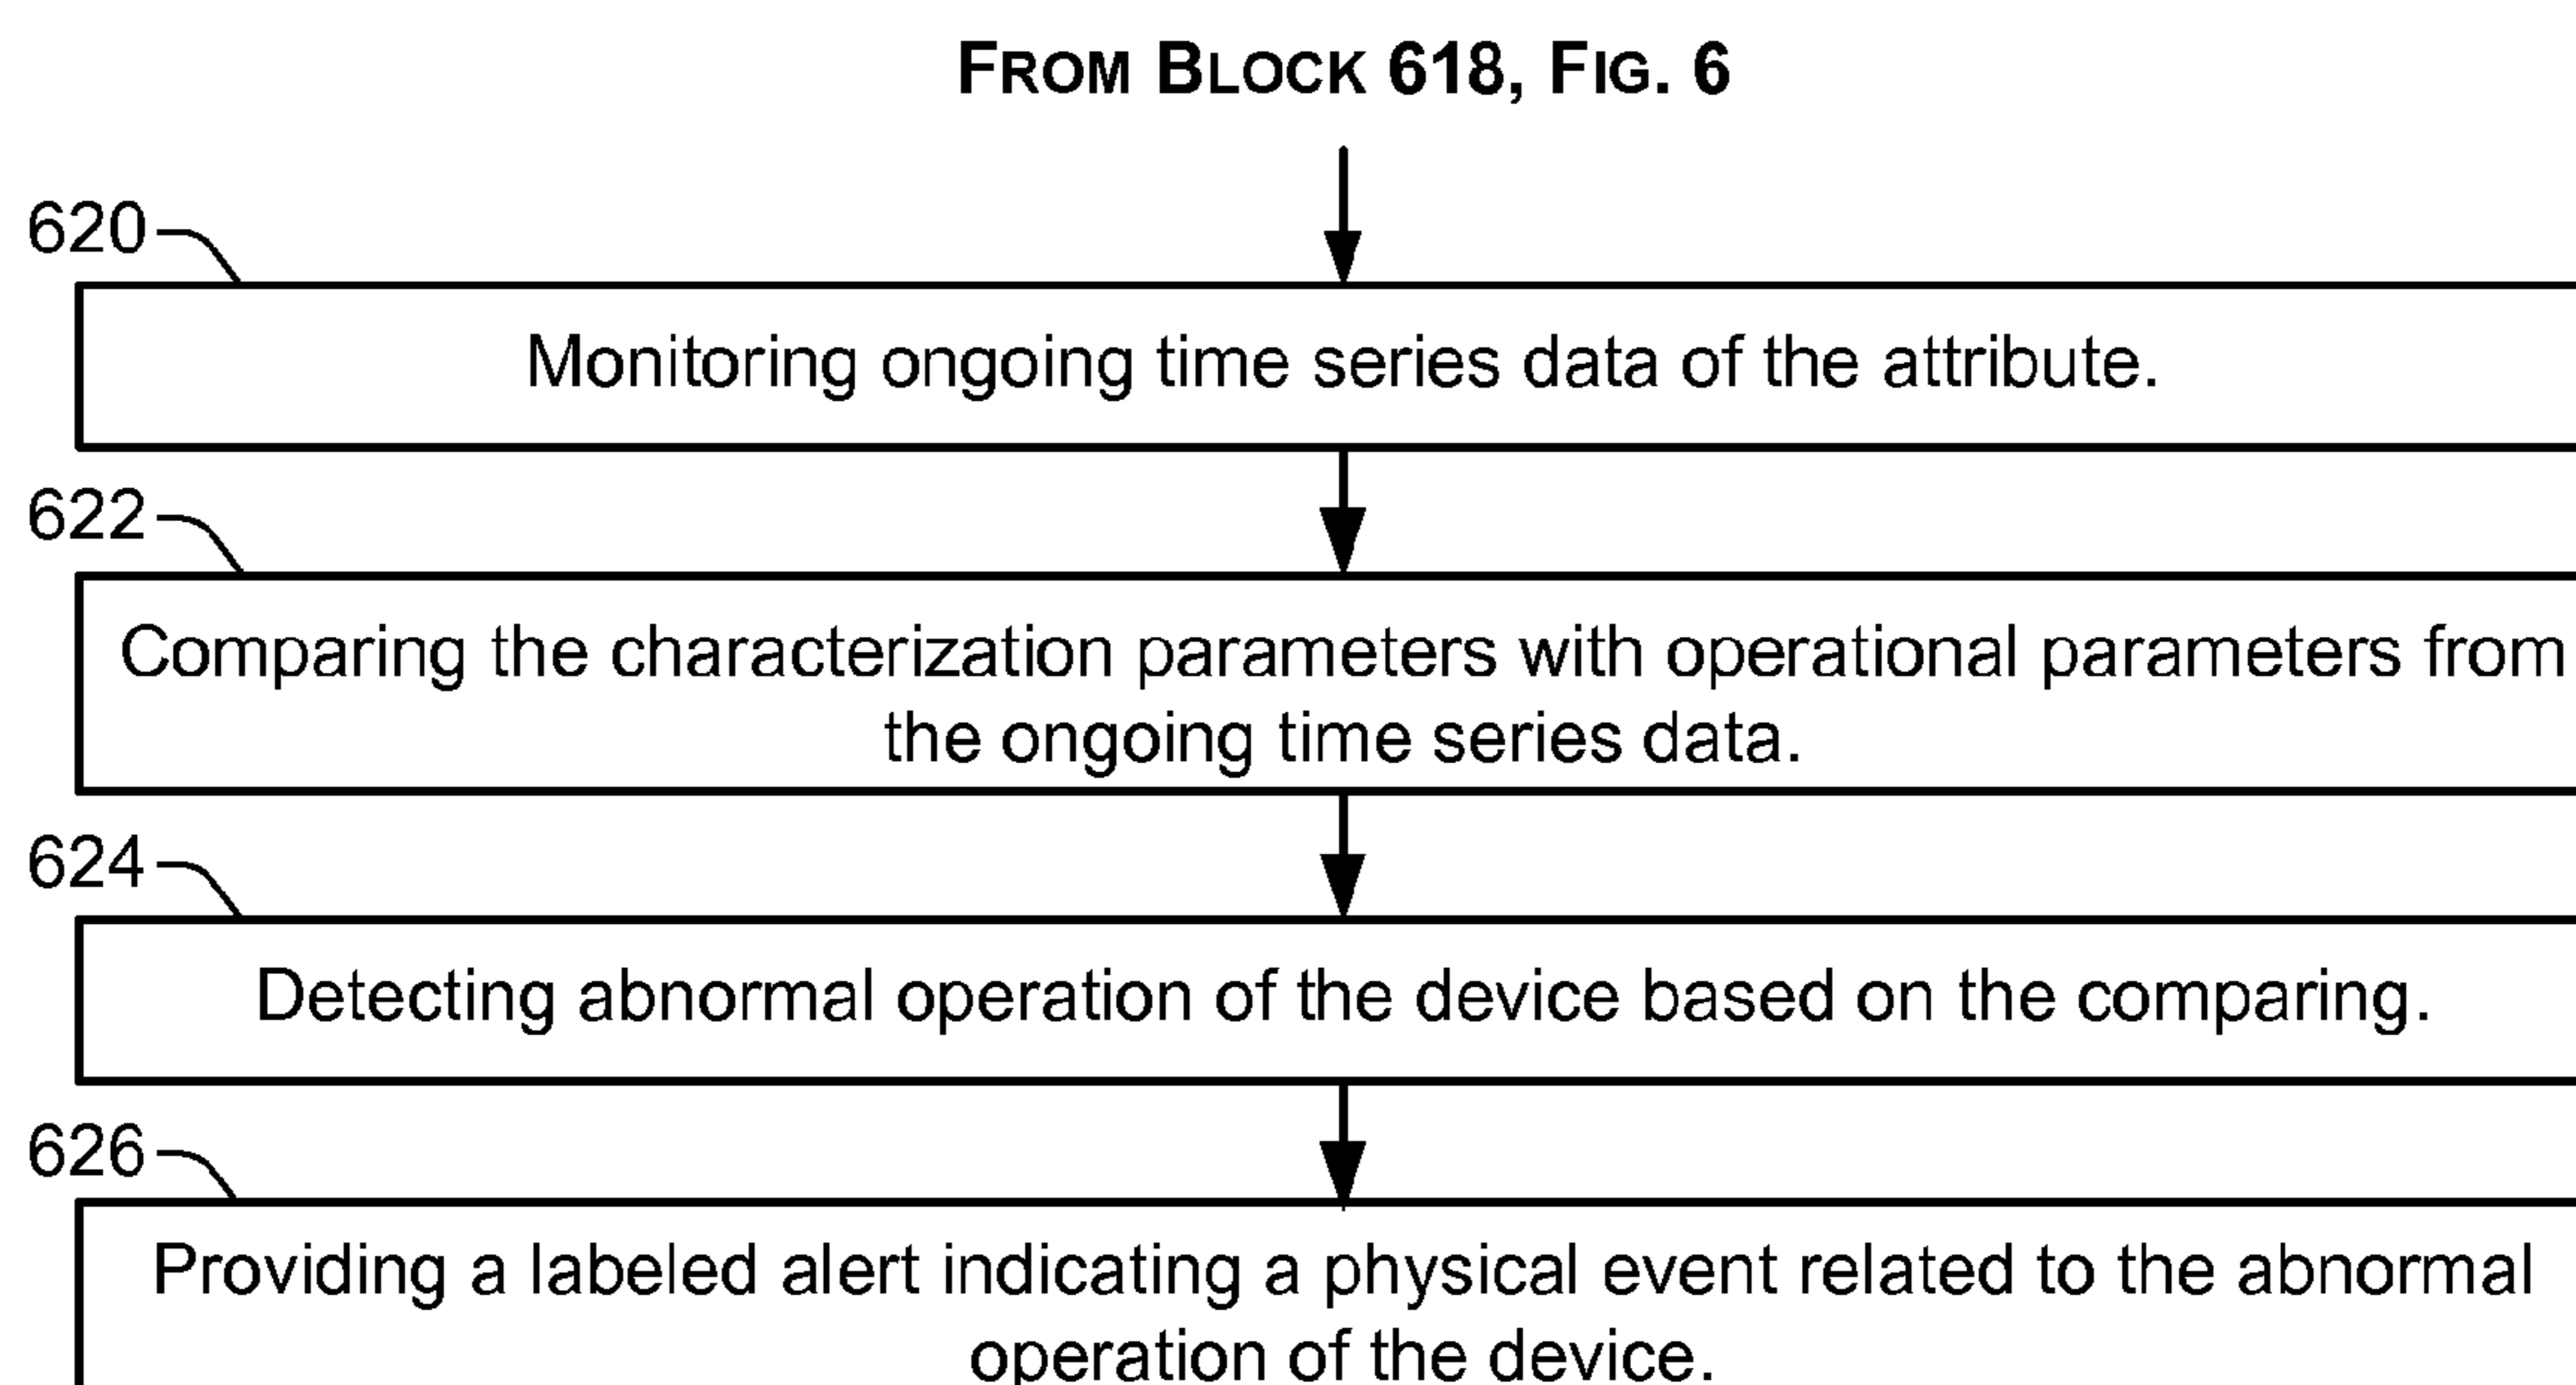 FROM BLOCK 618, FIG. 6
620
Monitoring ongoing time series data of the attribute.
622
Comparing the characterization parameters with operational parameters from
the ongoing time series data.
624
Detecting abnormal operation of the device based on the comparing.
626
Providing a labeled alert indicating a physical event related to the abnormal
operation of the device.